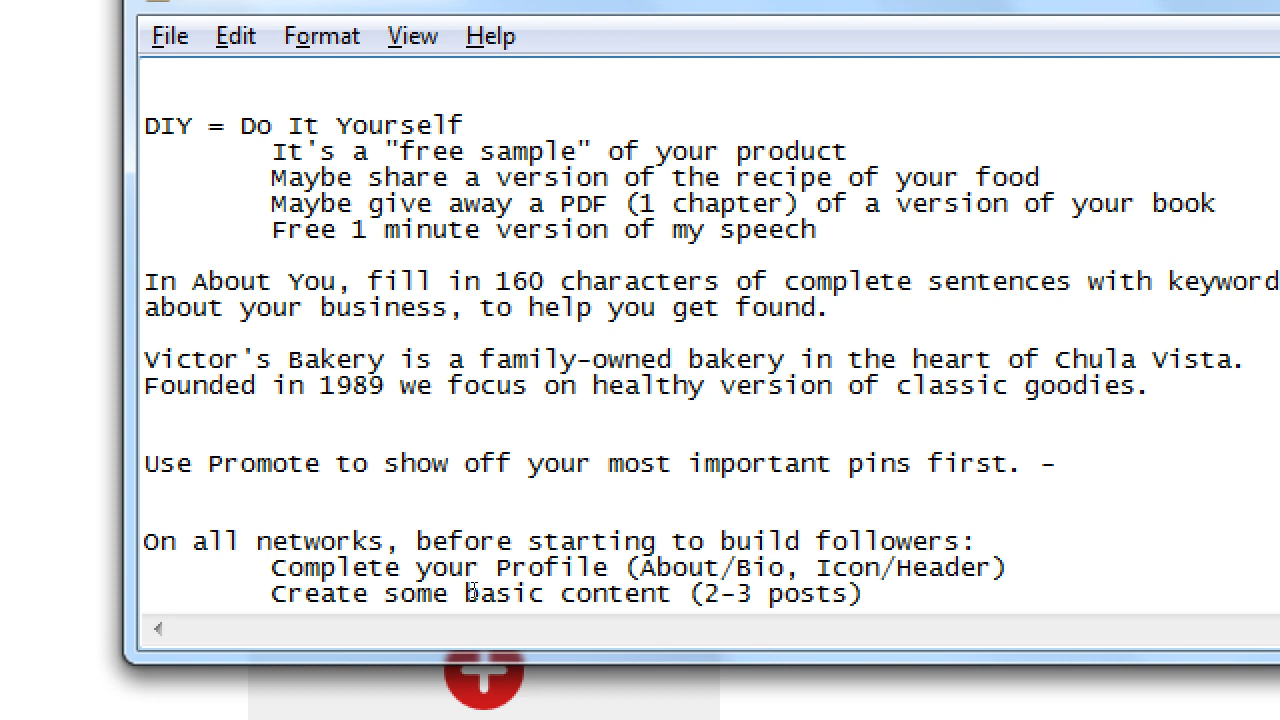 File Edit Format View Help
DIY = Do It Yourself
It's a "free sample" of your product
Maybe share a version of the recipe of your food
Maybe give away a PDF (1 chapter) of a version of your book
Free 1 minute version of my speech
In About You, fill in 160 characters of complete sentences with keyword
about your business, to help you get found.
Victor's Bakery is a family-owned bakery in the heart of Chula Vista.
Founded in 1989 we focus on healthy version of classic goodies.
Use Promote to show off your most important pins first. -
On all networks, before starting to build followers:
Complete your Profile (About/Bio, Icon/Header)
Create some basic content (2-3 posts)